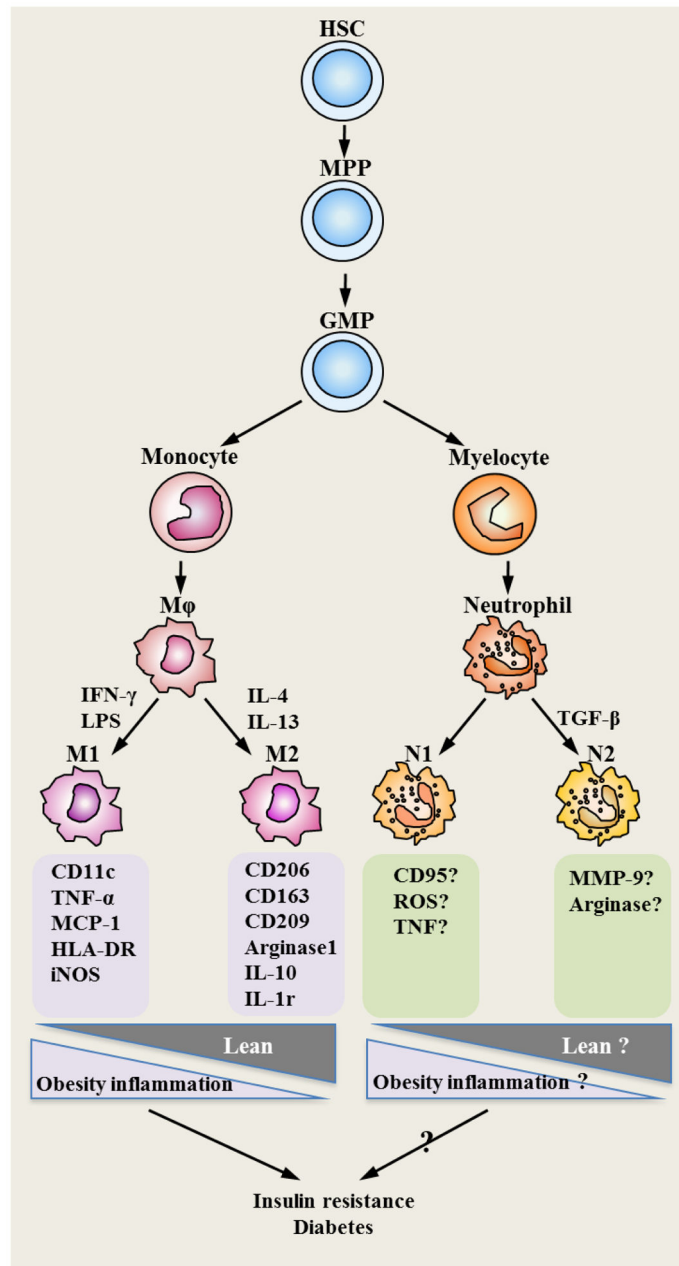 HSC
MPP
GMP
Monocyte
Myelocyte
Mφ
Neutrophil
IFN-γ
LPS
IL-4
IL-13
TGF-β
M1
M2
N1
N2
CD11c
TNF-α
MCP-1
HLA-DR
iNOS
CD206
CD163
CD209
Arginase1
IL-10
IL-1r
CD95?
ROS?
TNF?
MMP-9?
Arginase?
Lean
Obesity inflammation
Lean ?
Obesity inflammation ?
?
Insulin resistance
Diabetes